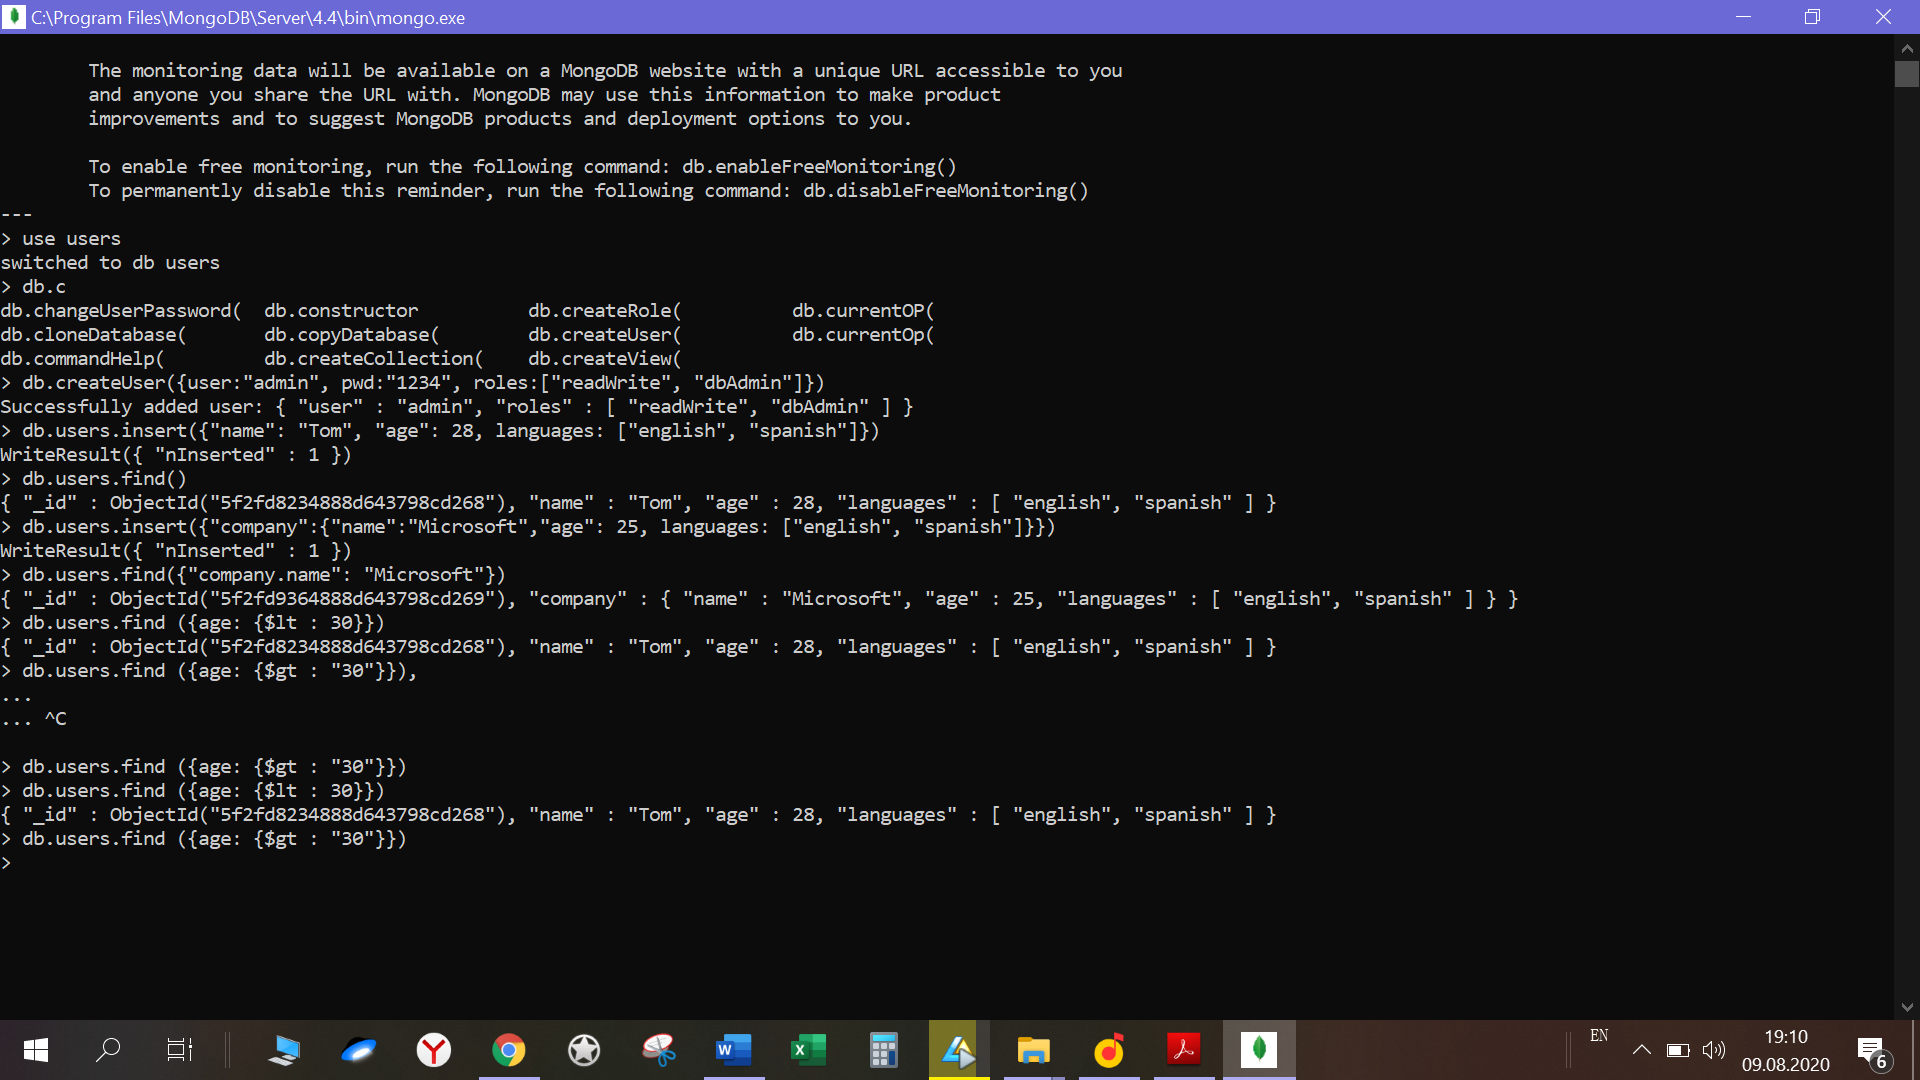 C:\Program Files\MongoDB\Server\4.4\bin\mongo.exe
The monitoring data will be available on a MongoDB website with a unique URL accessible to you
and anyone you share the URL with. MongoDB may use this information to make product
improvements and to suggest MongoDB products and deployment options to you.
To enable free monitoring, run the following command: db.enableFreeMonitoring()
To permanently disable this reminder, run the following command: db.disableFreeMonitoring()
---
> use users
switched to db users
> db.c
db.changeUserPassword(  db.constructor          db.createRole(          db.currentOP(
db.cloneDatabase(       db.copyDatabase(        db.createUser(          db.currentOp(
db.commandHelp(         db.createCollection(    db.createView(
> db.createUser({user:"admin", pwd:"1234", roles:["readWrite", "dbAdmin"]})
Successfully added user: { "user" : "admin", "roles" : [ "readWrite", "dbAdmin" ] }
> db.users.insert({"name": "Tom", "age": 28, languages: ["english", "spanish"]})
WriteResult({ "nInserted" : 1 })
> db.users.find()
{ "_id" : ObjectId("5f2fd8234888d643798cd268"), "name" : "Tom", "age" : 28, "languages" : [ "english", "spanish" ] }
> db.users.insert({"company":{"name":"Microsoft","age": 25, languages: ["english", "spanish"]}})
WriteResult({ "nInserted" : 1 })
> db.users.find({"company.name": "Microsoft"})
{ "_id" : ObjectId("5f2fd9364888d643798cd269"), "company" : { "name" : "Microsoft", "age" : 25, "languages" : [ "english", "spanish" ] } }
> db.users.find ({age: {$lt : 30}})
{ "_id" : ObjectId("5f2fd8234888d643798cd268"), "name" : "Tom", "age" : 28, "languages" : [ "english", "spanish" ] }
> db.users.find ({age: {$gt : "30"}}),
...
... ^C
> db.users.find ({age: {$gt : "30"}})
> db.users.find ({age: {$lt : 30}})
{ "_id" : ObjectId("5f2fd8234888d643798cd268"), "name" : "Tom", "age" : 28, "languages" : [ "english", "spanish" ] }
> db.users.find ({age: {$gt : "30"}})
>
EN
19:10
09.08.2020
6